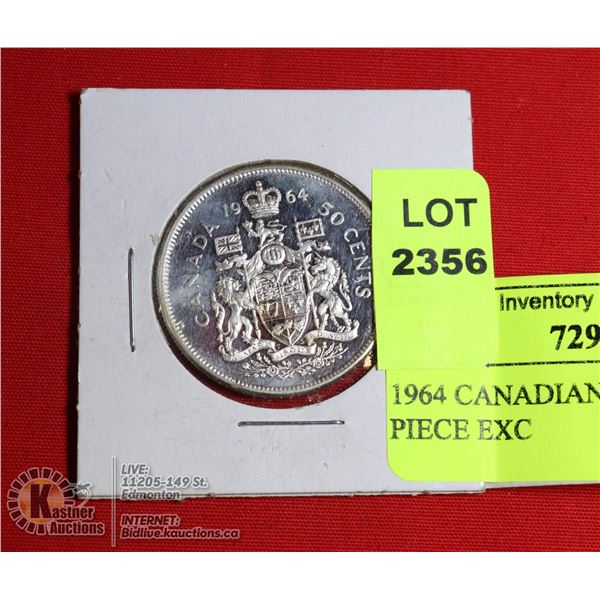 CANADA 1964 50 CENTS
LOT
2356
Inventory
729
1964 CANADIAN
PIECE EXC
LIVE:
11205-149 St.
Edmonton
INTERNET:
Bidlive.kauctions.ca
Kastner
Auctions